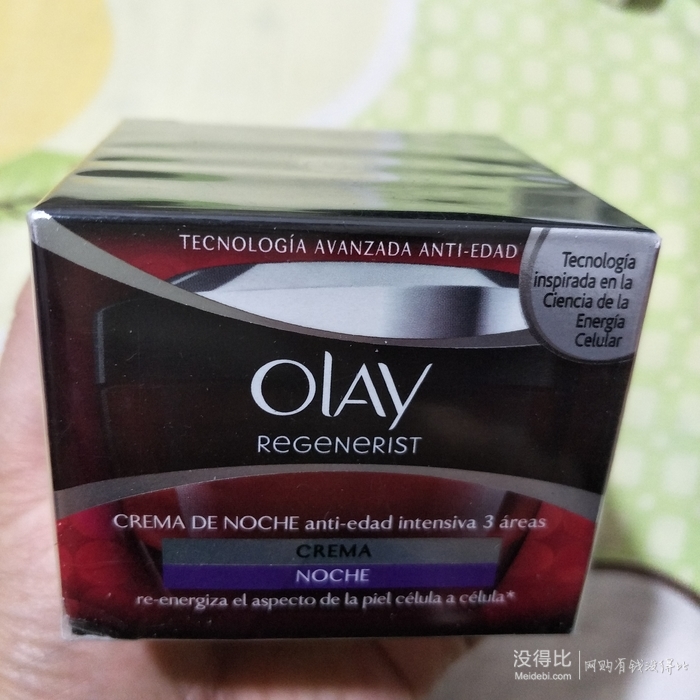 TECNOLOGÍA AVANZADA ANTI-EDAD
Tecnología
inspirada en la
Ciencia de la
Energía
Celular
OLAY
REGENERIST
CREMA DE NOCHE anti-edad intensiva 3 áreas
CREMA
NOCHE
re-energiza el aspecto de la piel célula a célula*
没得比
Meidebi.com
网购有钱没得比